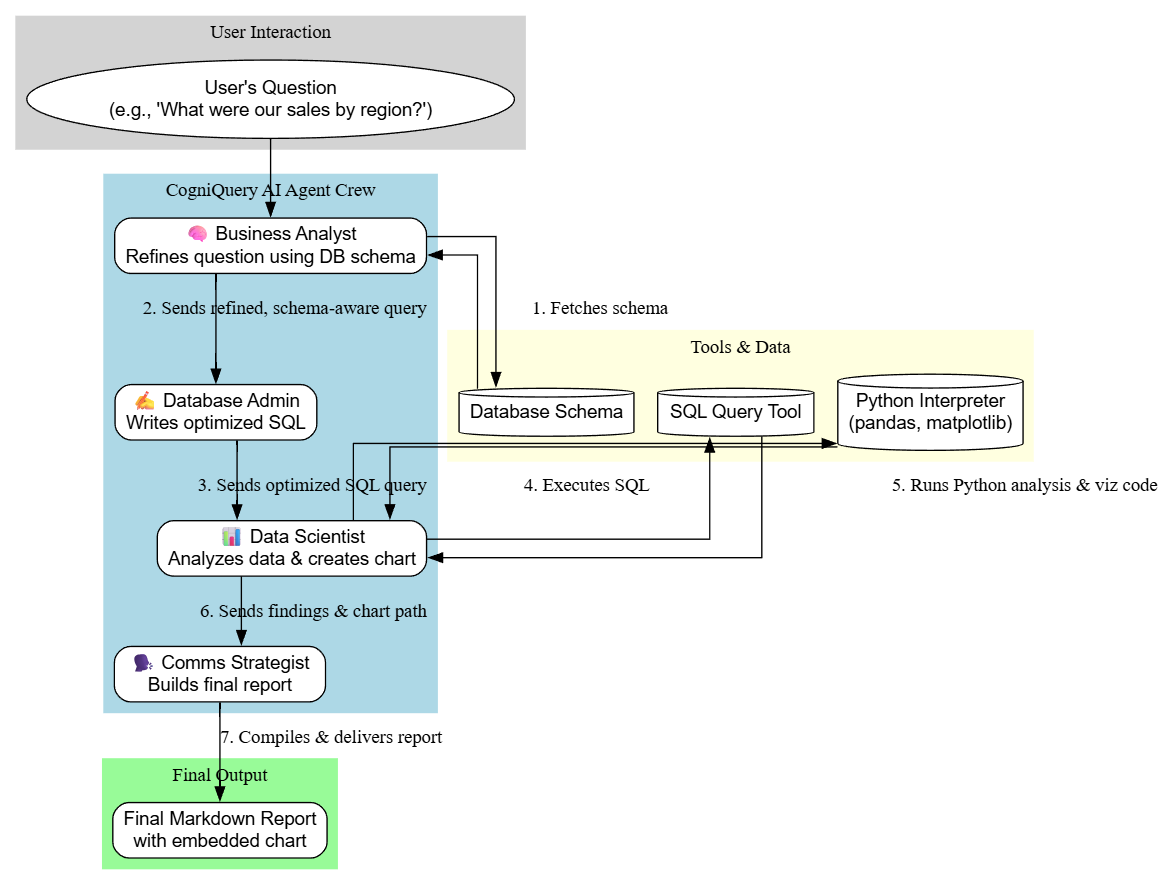 User Interaction
User's Question
(e.g., 'What were our sales by region?')
CogniQuery AI Agent Crew
🧠 Business Analyst
Refines question using DB schema
2. Sends refined, schema-aware query
1. Fetches schema
Tools & Data
Database Schema
SQL Query Tool
Python Interpreter
(pandas, matplotlib)
✍️ Database Admin
Writes optimized SQL
3. Sends optimized SQL query
4. Executes SQL
5. Runs Python analysis & viz code
📊 Data Scientist
Analyzes data & creates chart
6. Sends findings & chart path
🗣️ Comms Strategist
Builds final report
7. Compiles & delivers report
Final Output
Final Markdown Report
with embedded chart